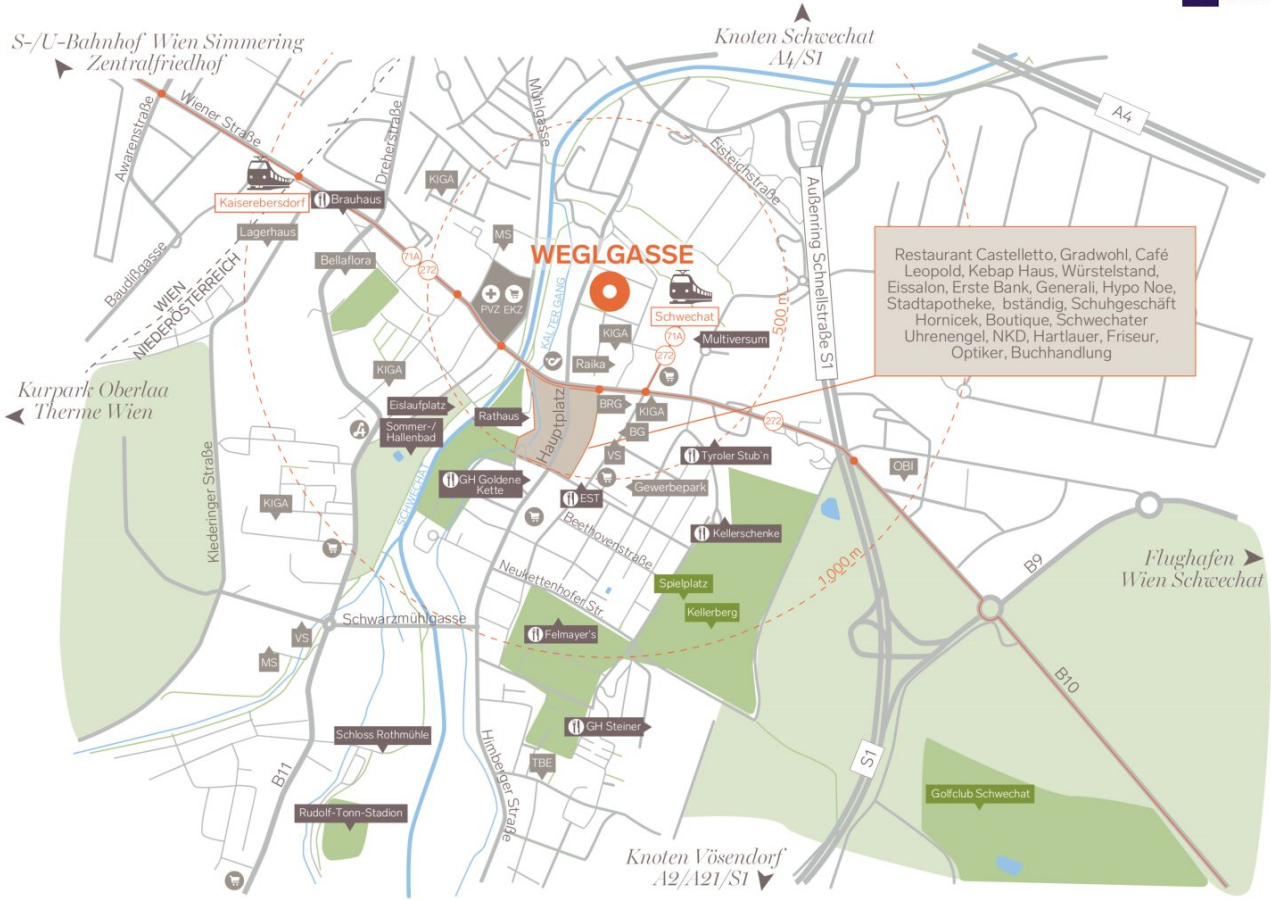 S-/U-Bahnhof Wien Simmering
Zentralfriedhof
Knoten Schwechat
A4/S1
A4
Awarenstraße
Wiener Straße
Dreherstraße
Mühlgasse
Eisteichstraße
Außenring Schnellstraße S1
Kaiserebersdorf
Brauhaus
KIGA
Lagerhaus
MS
Bellaflora
Baudißgasse
WIEN
NIEDERÖSTERREICH
71A
272
PVZ
EKZ
KALTER GANG
WEGLGASSE
Schwechat
71A
272
500 m
Multiversum
KIGA
Raika
Restaurant Castelletto, Gradwohl, Café
Leopold, Kebap Haus, Würstelstand,
Eissalon, Erste Bank, Generali, Hypo Noe,
Stadtapotheke, bständig, Schuhgeschäft
Hornicek, Boutique, Schwechater
Uhrenengel, NKD, Hartlauer, Friseur,
Optiker, Buchhandlung
Kurpark Oberlaa
Therme Wien
KIGA
Eislaufplatz
Sommer-/
Hallenbad
Rathaus
Hauptplatz
BRG
KIGA
BG
VS
272
Tyroler Stub'n
OBI
Klederinger Straße
SCHWECHAT
GH Goldene
Kette
EST
Gewerbepark
KIGA
Beethovenstraße
Kellerschenke
Neukettenhofer Str.
Spielplatz
Kellerberg
1.000 m
B9
Flughafen
Wien Schwechat
Schwarzmühlgasse
Felmayer's
VS
MS
B10
Schloss Rothmühle
GH Steiner
TBE
Himberger Straße
B11
S1
Rudolf-Tonn-Stadion
Golfclub Schwechat
Knoten Vösendorf
A2/A21/S1